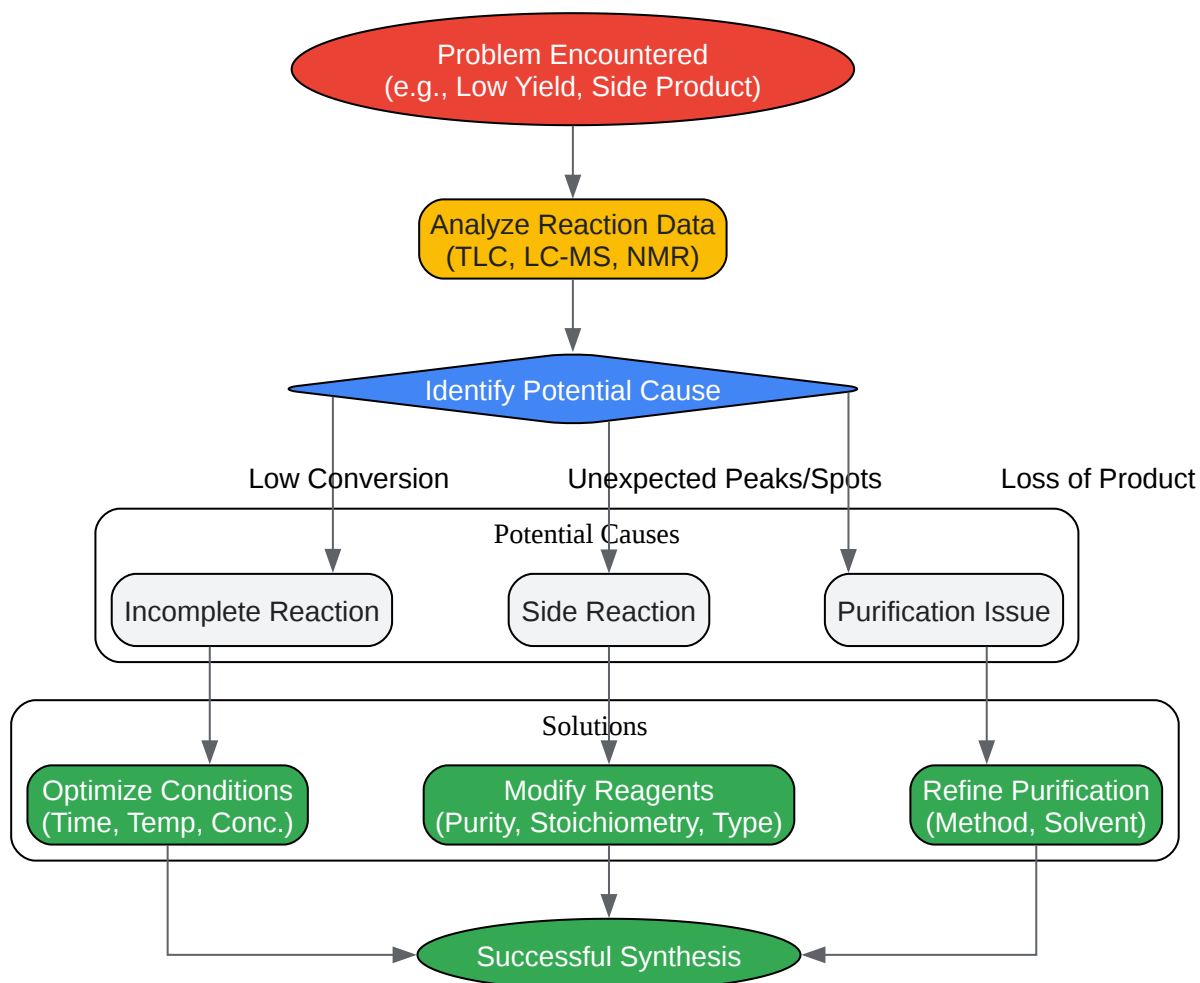 Problem Encountered
(e.g., Low Yield, Side Product)
Analyze Reaction Data
(TLC, LC-MS, NMR)
Identify Potential Cause
Low Conversion
Unexpected Peaks/Spots
Loss of Product
Potential Causes
Incomplete Reaction
Side Reaction
Purification Issue
Solutions
Optimize Conditions
(Time, Temp, Conc.)
Modify Reagents
(Purity, Stoichiometry, Type)
Refine Purification
(Method, Solvent)
Successful Synthesis